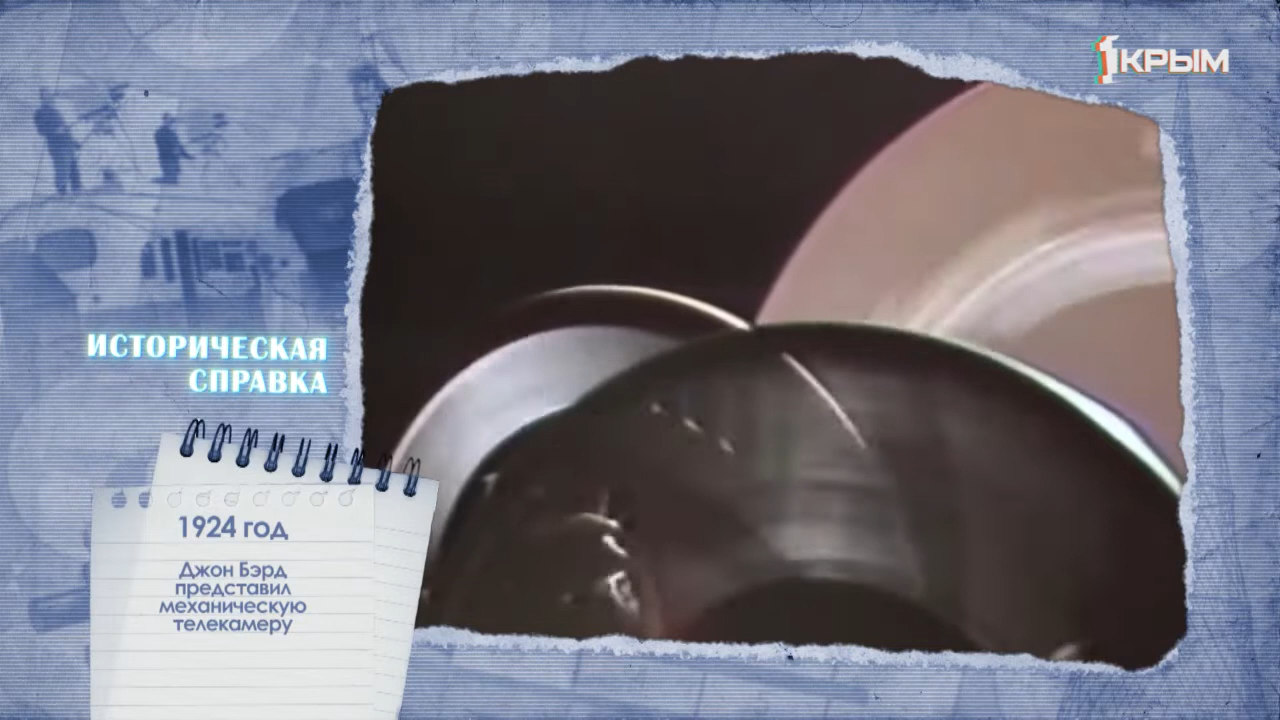 1КРЫМ
ИСТОРИЧЕСКАЯ
СПРАВКА
1924 год
Джон Бэрд
представил
механическую
телекамеру